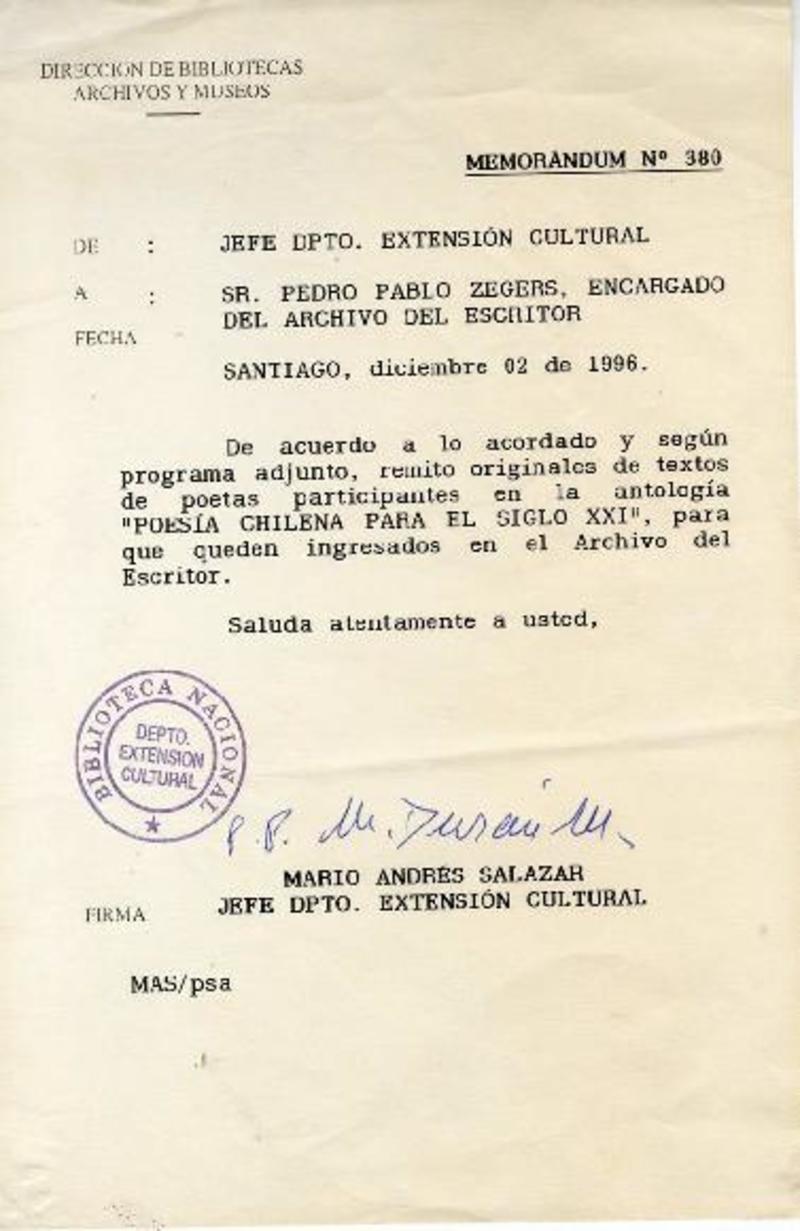 DIRECCION DE BIBLIOTECAS
ARCHIVOS Y MUSEOS
MEMORANDUM Nº 380
DE : JEFE DPTO. EXTENSIÓN CULTURAL
A : SR. PEDRO PABLO ZEGERS, ENCARGADO
DEL ARCHIVO DEL ESCRITOR
FECHA
SANTIAGO, diciembre 02 de 1996.
De acuerdo a lo acordado y según
programa adjunto, remito originales de textos
de poetas participantes en la antología
"POESÍA CHILENA PARA EL SIGLO XXI", para
que queden ingresados en el Archivo del
Escritor.
Saluda atentamente a usted,
BIBLIOTECA NACIONAL
DEPTO.
EXTENSION
CULTURAL
P.P. M. Durán M.
MARIO ANDRÉS SALAZAR
JEFE DPTO. EXTENSIÓN CULTURAL
FIRMA
MAS/psa